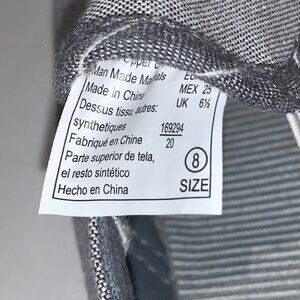 Man Made Materials
Made in China
MEX 25
Dessus tissu, autres;
UK 6½
synthetiques
169294
Fabriqué en Chine
20
Parte superior de tela,
8
el resto sintético
SIZE
Hecho en China